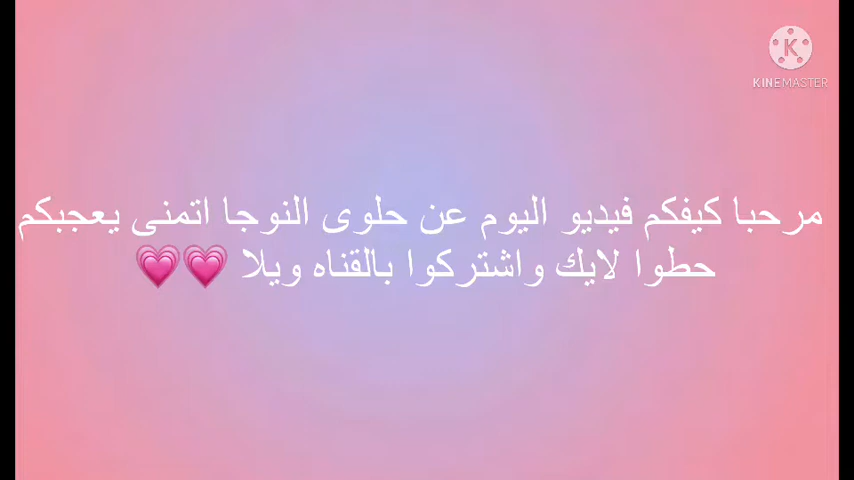 KINEMASTER
مرحبا كيفكم فيديو اليوم عن حلوى النوجا اتمنى يعجبكم
حطوا لايك واشتركوا بالقناه ويلا 💗💗